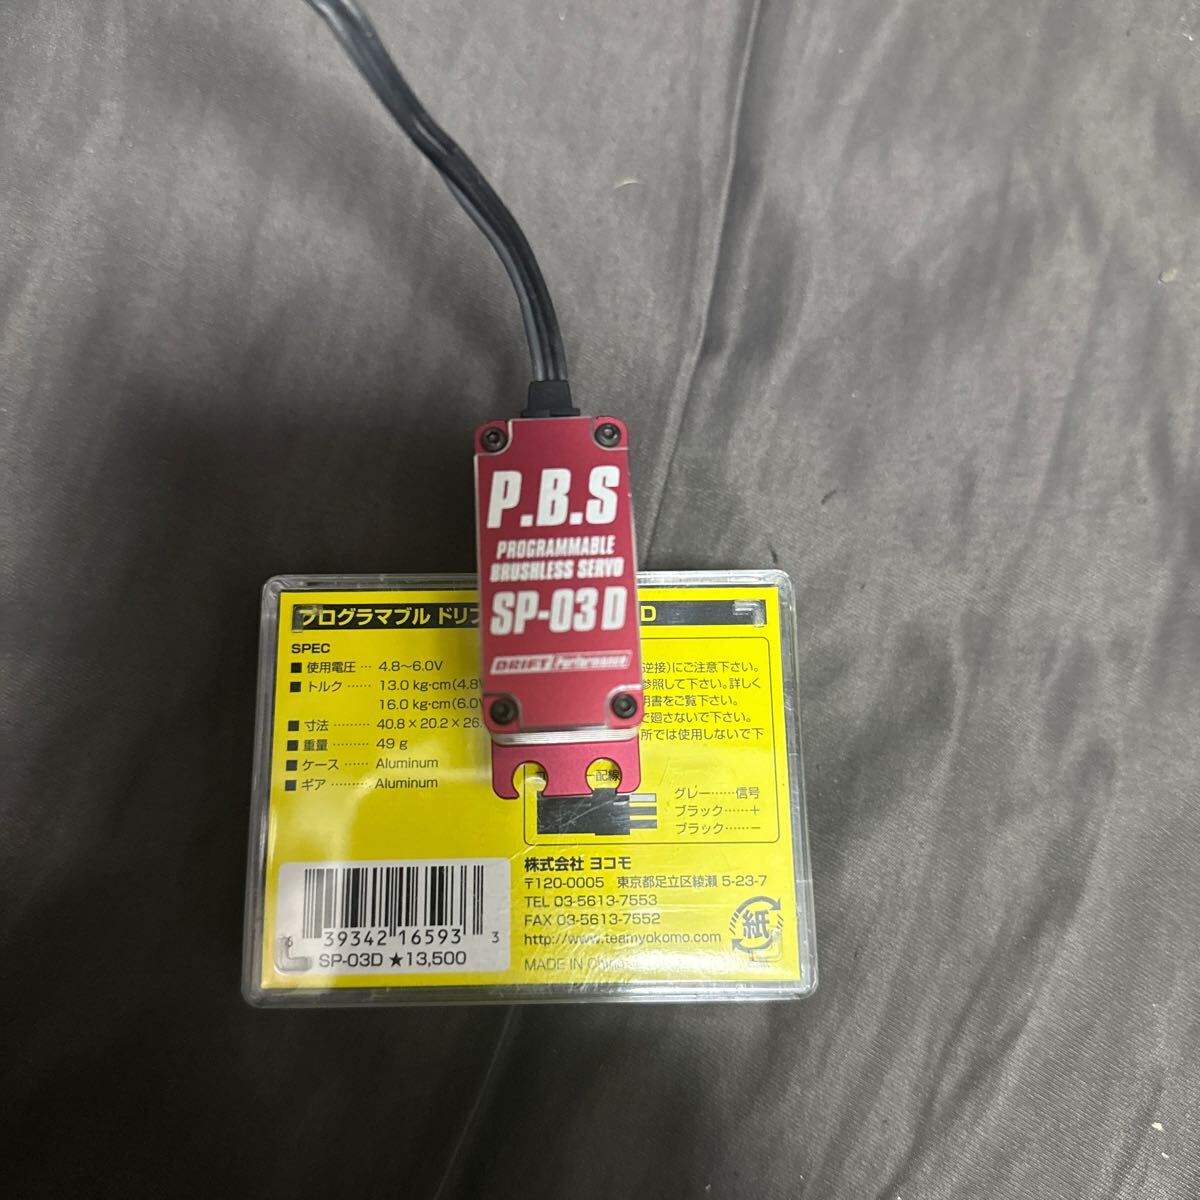 P.B.S
PROGRAMMABLE
BRUSHLESS SERVO
SP-03D
DRIFT Performance
プログラマブル ドリフ D
SPEC
■ 使用電圧 … 4.8〜6.0V
■ トルク …… 13.0 kg·cm(4.8V
16.0 kg·cm(6.0V
■ 寸法 ……… 40.8 × 20.2 × 26.
■ 重量 ……… 49 g
■ ケース …… Aluminum
■ ギア ……… Aluminum
逆接)にご注意下さい。
参照して下さい。詳しく
明書をご覧下さい。
で廻さないで下さい。
所では使用しないで下
配線
グレー……信号
ブラック……＋
ブラック……－
株式会社 ヨコモ
〒120-0005 東京都足立区綾瀬 5-23-7
TEL 03-5613-7553
FAX 03-5613-7552
http://www.teamyokomo.com
MADE IN China
紙
39342 16593 3
SP-03D ★13,500